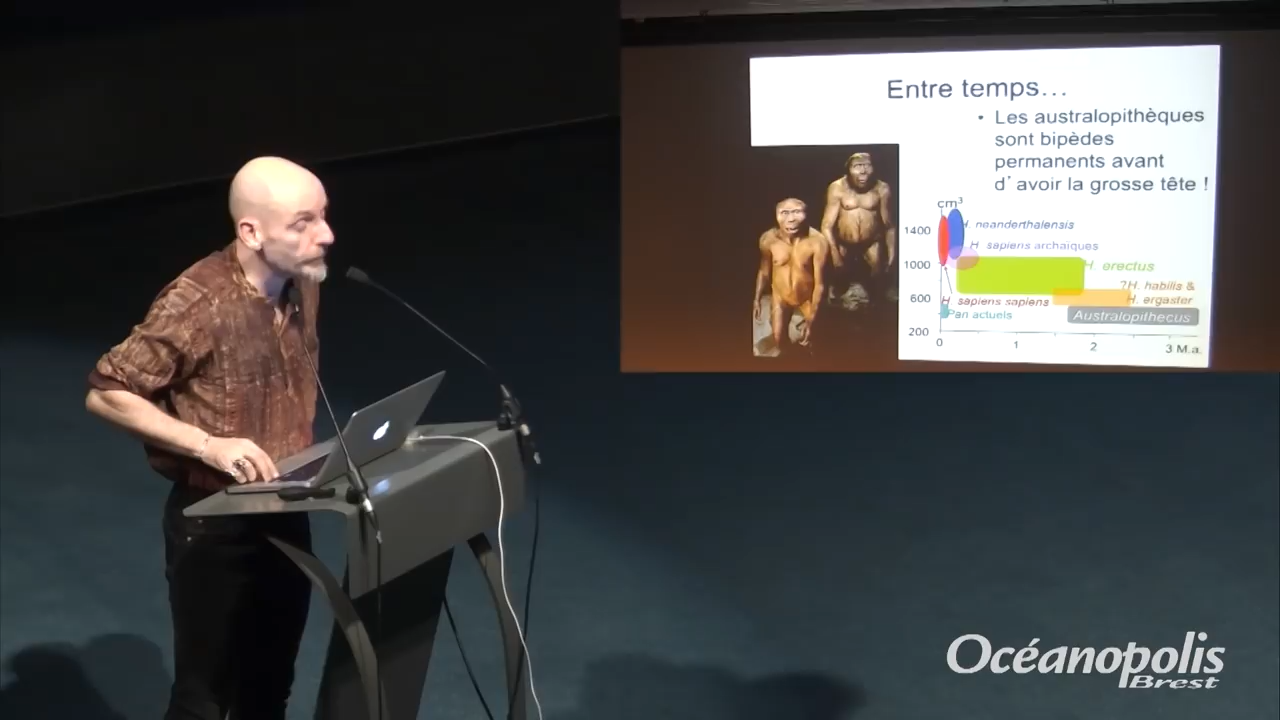 Entre temps…
• Les australopithèques
sont bipèdes
permanents avant
d’avoir la grosse tête !
cm³
1400
H. neanderthalensis
H. sapiens archaïques
1000
H. erectus
?H. habilis &
600
H. sapiens sapiens
H. ergaster
Pan actuels
Australopithecus
200
0
1
2
3 M.a.
Océanopolis
Brest